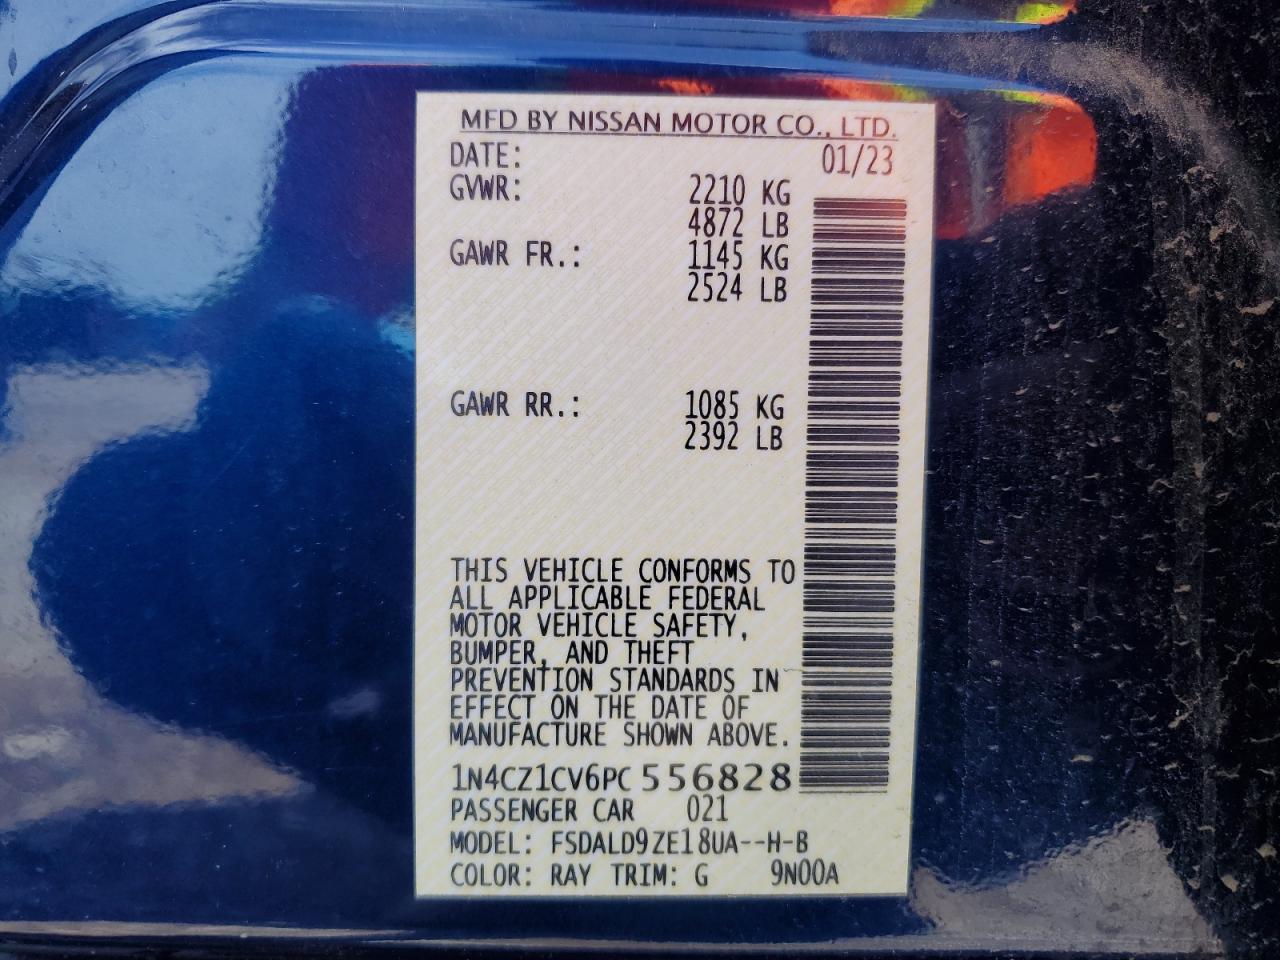 MFD BY NISSAN MOTOR CO., LTD.
DATE: 01/23
GVWR: 2210 KG
4872 LB
GAWR FR.: 1145 KG
2524 LB
GAWR RR.: 1085 KG
2392 LB
THIS VEHICLE CONFORMS TO
ALL APPLICABLE FEDERAL
MOTOR VEHICLE SAFETY,
BUMPER, AND THEFT
PREVENTION STANDARDS IN
EFFECT ON THE DATE OF
MANUFACTURE SHOWN ABOVE.
1N4CZ1CV6PC556828
PASSENGER CAR 021
MODEL: FSDALD9ZE18UA--H-B
COLOR: RAY TRIM: G 9N00A